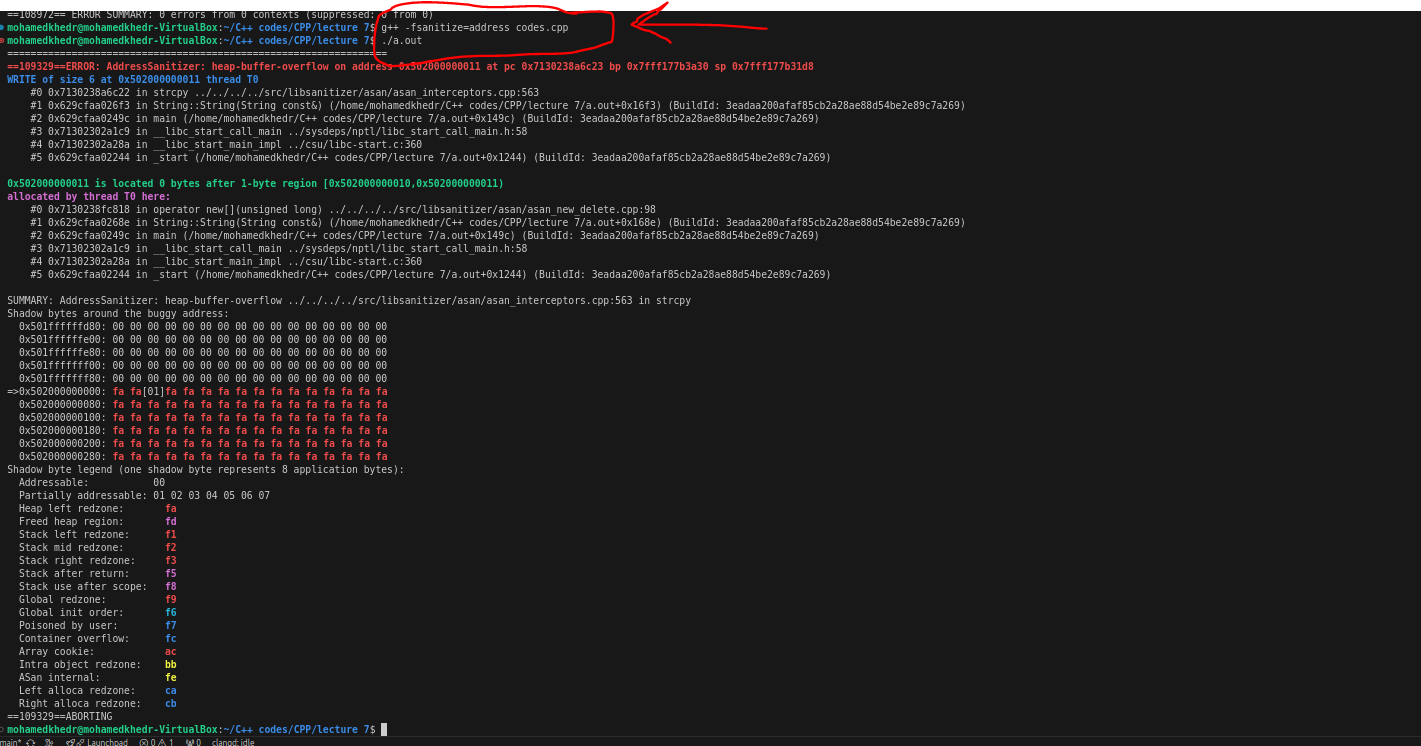 ==108972== ERROR SUMMARY: 0 errors from 0 contexts (suppressed: 0 from 0)
mohamedkhedr@mohamedkhedr-VirtualBox:~/C++ codes/CPP/lecture 7$ g++ -fsanitize=address codes.cpp
mohamedkhedr@mohamedkhedr-VirtualBox:~/C++ codes/CPP/lecture 7$ ./a.out
=================================================================
==109329==ERROR: AddressSanitizer: heap-buffer-overflow on address 0x502000000011 at pc 0x7130238a6c23 bp 0x7fff177b3a30 sp 0x7fff177b31d8
WRITE of size 6 at 0x502000000011 thread T0
    #0 0x7130238a6c22 in strcpy ../../../../src/libsanitizer/asan/asan_interceptors.cpp:563
    #1 0x629cfaa026f3 in String::String(String const&) (/home/mohamedkhedr/C++ codes/CPP/lecture 7/a.out+0x16f3) (BuildId: 3eadaa200afaf85cb2a28ae88d54be2e89c7a269)
    #2 0x629cfaa0249c in main (/home/mohamedkhedr/C++ codes/CPP/lecture 7/a.out+0x149c) (BuildId: 3eadaa200afaf85cb2a28ae88d54be2e89c7a269)
    #3 0x71302302a1c9 in __libc_start_call_main ../sysdeps/nptl/libc_start_call_main.h:58
    #4 0x71302302a28a in __libc_start_main_impl ../csu/libc-start.c:360
    #5 0x629cfaa02244 in _start (/home/mohamedkhedr/C++ codes/CPP/lecture 7/a.out+0x1244) (BuildId: 3eadaa200afaf85cb2a28ae88d54be2e89c7a269)
0x502000000011 is located 0 bytes after 1-byte region [0x502000000010,0x502000000011)
allocated by thread T0 here:
    #0 0x7130238fc818 in operator new[](unsigned long) ../../../../src/libsanitizer/asan/asan_new_delete.cpp:98
    #1 0x629cfaa0268e in String::String(String const&) (/home/mohamedkhedr/C++ codes/CPP/lecture 7/a.out+0x168e) (BuildId: 3eadaa200afaf85cb2a28ae88d54be2e89c7a269)
    #2 0x629cfaa0249c in main (/home/mohamedkhedr/C++ codes/CPP/lecture 7/a.out+0x149c) (BuildId: 3eadaa200afaf85cb2a28ae88d54be2e89c7a269)
    #3 0x71302302a1c9 in __libc_start_call_main ../sysdeps/nptl/libc_start_call_main.h:58
    #4 0x71302302a28a in __libc_start_main_impl ../csu/libc-start.c:360
    #5 0x629cfaa02244 in _start (/home/mohamedkhedr/C++ codes/CPP/lecture 7/a.out+0x1244) (BuildId: 3eadaa200afaf85cb2a28ae88d54be2e89c7a269)
SUMMARY: AddressSanitizer: heap-buffer-overflow ../../../../src/libsanitizer/asan/asan_interceptors.cpp:563 in strcpy
Shadow bytes around the buggy address:
  0x501ffffffd80: 00 00 00 00 00 00 00 00 00 00 00 00 00 00 00 00
  0x501ffffffe00: 00 00 00 00 00 00 00 00 00 00 00 00 00 00 00 00
  0x501ffffffe80: 00 00 00 00 00 00 00 00 00 00 00 00 00 00 00 00
  0x501fffffff00: 00 00 00 00 00 00 00 00 00 00 00 00 00 00 00 00
  0x501fffffff80: 00 00 00 00 00 00 00 00 00 00 00 00 00 00 00 00
=>0x502000000000: fa fa[01]fa fa fa fa fa fa fa fa fa fa fa fa fa
  0x502000000080: fa fa fa fa fa fa fa fa fa fa fa fa fa fa fa fa
  0x502000000100: fa fa fa fa fa fa fa fa fa fa fa fa fa fa fa fa
  0x502000000180: fa fa fa fa fa fa fa fa fa fa fa fa fa fa fa fa
  0x502000000200: fa fa fa fa fa fa fa fa fa fa fa fa fa fa fa fa
  0x502000000280: fa fa fa fa fa fa fa fa fa fa fa fa fa fa fa fa
Shadow byte legend (one shadow byte represents 8 application bytes):
  Addressable:           00
  Partially addressable: 01 02 03 04 05 06 07
  Heap left redzone:       fa
  Freed heap region:       fd
  Stack left redzone:      f1
  Stack mid redzone:       f2
  Stack right redzone:     f3
  Stack after return:      f5
  Stack use after scope:   f8
  Global redzone:          f9
  Global init order:       f6
  Poisoned by user:        f7
  Container overflow:      fc
  Array cookie:            ac
  Intra object redzone:    bb
  ASan internal:           fe
  Left alloca redzone:     ca
  Right alloca redzone:    cb
==109329==ABORTING
mohamedkhedr@mohamedkhedr-VirtualBox:~/C++ codes/CPP/lecture 7$
main* Launchpad 0 1 0 clangd: idle